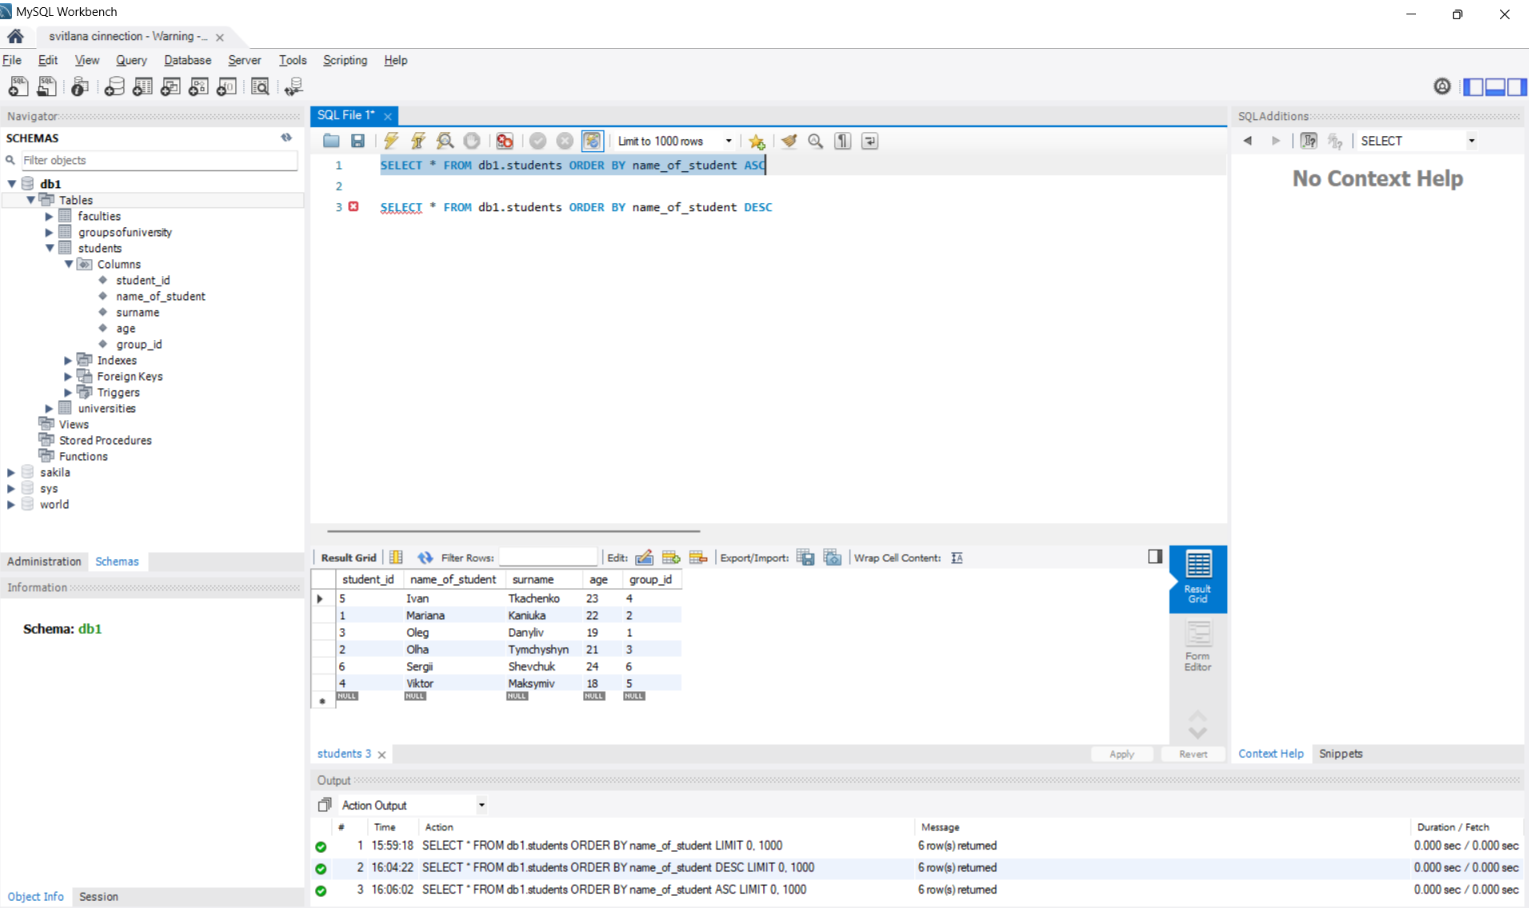 MySQL Workbench
svitlana cinnection - Warning -...
File Edit View Query Database Server Tools Scripting Help
Navigator
SCHEMAS
Filter objects
db1
Tables
faculties
groupsofuniversity
students
Columns
student_id
name_of_student
surname
age
group_id
Indexes
Foreign Keys
Triggers
universities
Views
Stored Procedures
Functions
sakila
sys
world
Administration Schemas
Information
Schema: db1
Object Info Session
SQL File 1*
Limit to 1000 rows
1 SELECT * FROM db1.students ORDER BY name_of_student ASC
2
3 SELECT * FROM db1.students ORDER BY name_of_student DESC
Result Grid Filter Rows: Edit: Export/Import: Wrap Cell Content:
student_id name_of_student surname age group_id
5 Ivan Tkachenko 23 4
1 Mariana Kaniuka 22 2
3 Oleg Danyliv 19 1
2 Olha Tymchyshyn 21 3
6 Sergii Shevchuk 24 6
4 Viktor Maksymiv 18 5
NULL NULL NULL NULL NULL
Result
Grid
Form
Editor
students 3
Apply Revert
SQLAdditions
SELECT
No Context Help
Context Help Snippets
Output
Action Output
# Time Action Message Duration / Fetch
1 15:59:18 SELECT * FROM db1.students ORDER BY name_of_student LIMIT 0, 1000 6 row(s) returned 0.000 sec / 0.000 sec
2 16:04:22 SELECT * FROM db1.students ORDER BY name_of_student DESC LIMIT 0, 1000 6 row(s) returned 0.000 sec / 0.000 sec
3 16:06:02 SELECT * FROM db1.students ORDER BY name_of_student ASC LIMIT 0, 1000 6 row(s) returned 0.000 sec / 0.000 sec